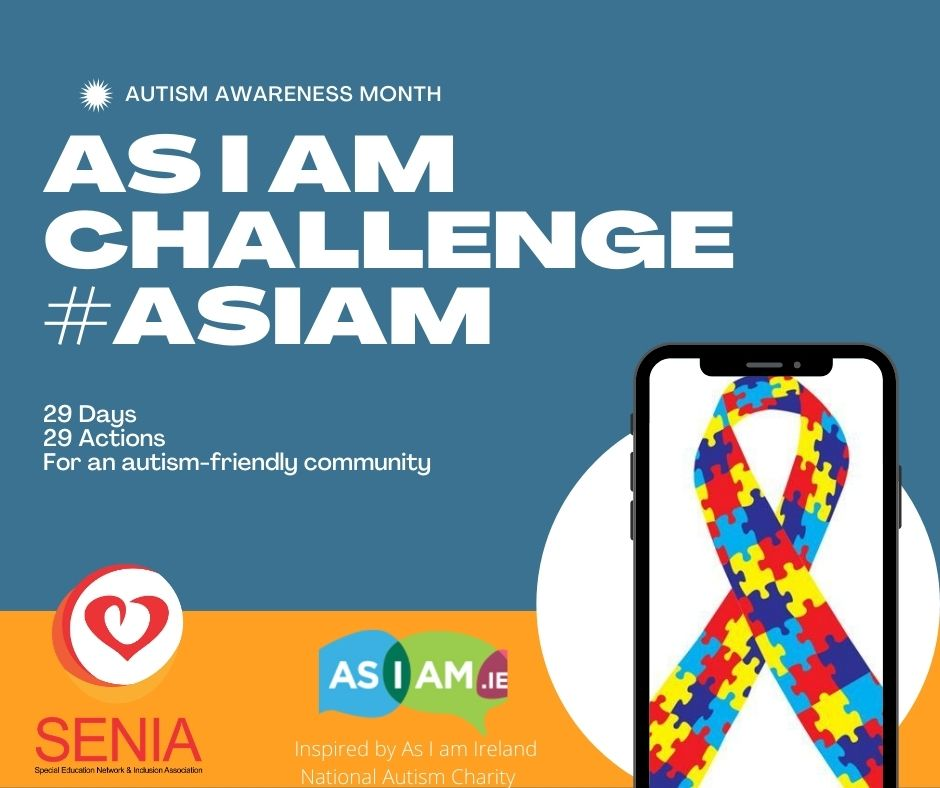 AUTISM AWARENESS MONTH
AS I AM
CHALLENGE
#ASIAM
29 Days
29 Actions
For an autism-friendly community
SENIA
Special Education Network & Inclusion Association
AS I AM.IE
Inspired by As I am Ireland
National Autism Charity